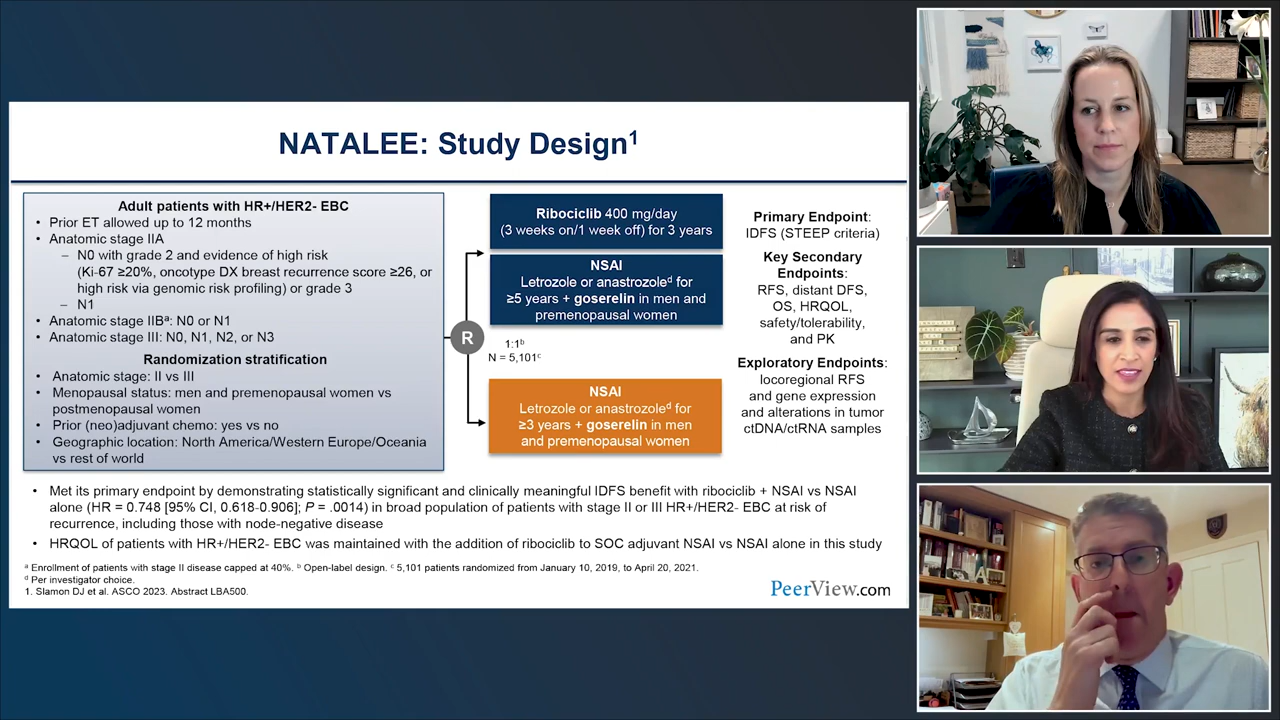 NATALEE: Study Design1
Adult patients with HR+/HER2- EBC
• Prior ET allowed up to 12 months
• Anatomic stage IIA
– N0 with grade 2 and evidence of high risk
(Ki-67 ≥20%, oncotype DX breast recurrence score ≥26, or
high risk via genomic risk profiling) or grade 3
– N1
• Anatomic stage IIBa: N0 or N1
• Anatomic stage III: N0, N1, N2, or N3
Randomization stratification
• Anatomic stage: II vs III
• Menopausal status: men and premenopausal women vs
postmenopausal women
• Prior (neo)adjuvant chemo: yes vs no
• Geographic location: North America/Western Europe/Oceania
vs rest of world
R
1:1b
N = 5,101c
Ribociclib 400 mg/day
(3 weeks on/1 week off) for 3 years
NSAI
Letrozole or anastrozoled for
≥5 years + goserelin in men and
premenopausal women
NSAI
Letrozole or anastrozoled for
≥3 years + goserelin in men
and premenopausal women
Primary Endpoint:
IDFS (STEEP criteria)
Key Secondary
Endpoints:
RFS, distant DFS,
OS, HRQOL,
safety/tolerability,
and PK
Exploratory Endpoints:
locoregional RFS
and gene expression
and alterations in tumor
ctDNA/ctRNA samples
• Met its primary endpoint by demonstrating statistically significant and clinically meaningful IDFS benefit with ribociclib + NSAI vs NSAI
alone (HR = 0.748 [95% CI, 0.618-0.906]; P = .0014) in broad population of patients with stage II or III HR+/HER2- EBC at risk of
recurrence, including those with node-negative disease
• HRQOL of patients with HR+/HER2- EBC was maintained with the addition of ribociclib to SOC adjuvant NSAI vs NSAI alone in this study
a Enrollment of patients with stage II disease capped at 40%. b Open-label design. c 5,101 patients randomized from January 10, 2019, to April 20, 2021.
d Per investigator choice.
1. Slamon DJ et al. ASCO 2023. Abstract LBA500.
PeerView.com